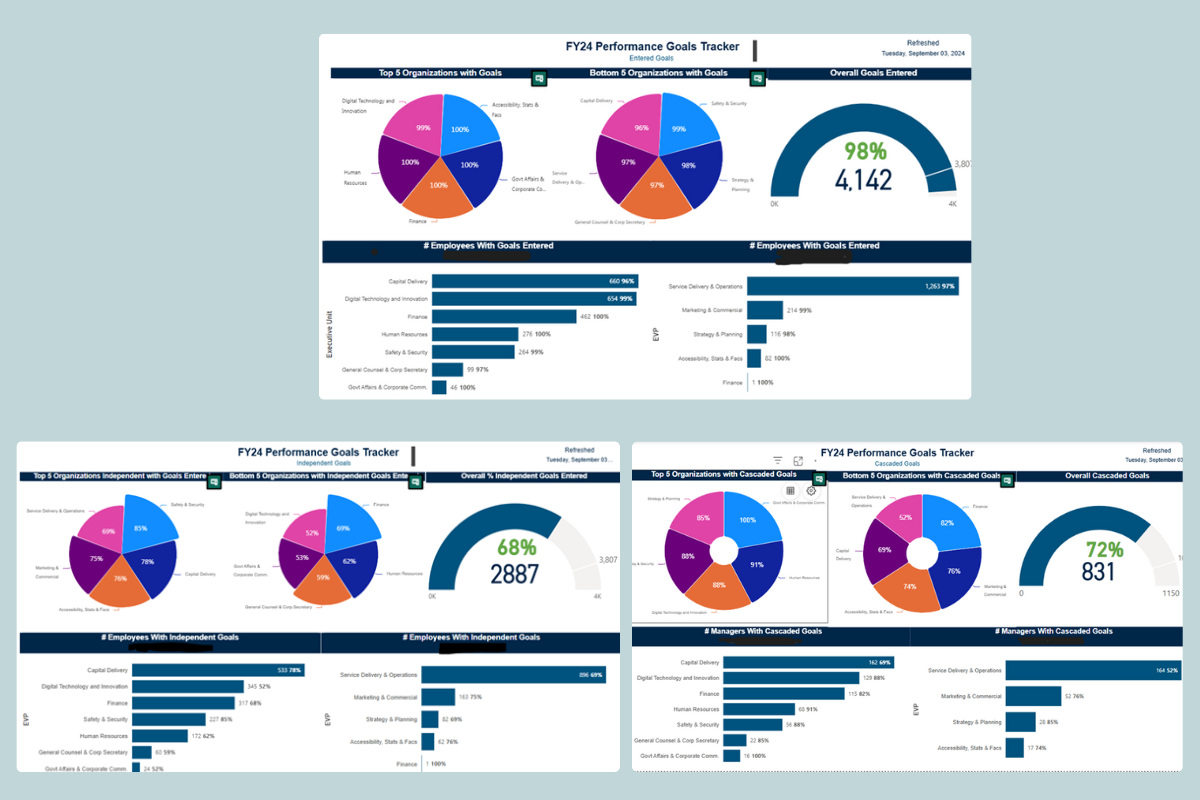 FY24 Performance Goals Tracker
Entered Goals
Refreshed
Tuesday, September 03, 2024
Top 5 Organizations with Goals
Bottom 5 Organizations with Goals
Overall Goals Entered
Digital Technology and
Innovation
Accessibility, Stats &
Facs
Human
Resources
Govt Affairs &
Corporate Co...
Finance
99%
100%
100%
100%
100%
Capital Delivery
Safety & Security
Service
Delivery & Op...
Strategy &
Planning
General Counsel & Corp Secretary
96%
99%
97%
98%
97%
98%
4,142
3,807
0K
4K
# Employees With Goals Entered
Executive Unit
Capital Delivery 660 96%
Digital Technology and Innovation 654 99%
Finance 462 100%
Human Resources 276 100%
Safety & Security 264 99%
General Counsel & Corp Secretary 99 97%
Govt Affairs & Corporate Comm. 46 100%
# Employees With Goals Entered
EVP
Service Delivery & Operations 1,263 97%
Marketing & Commercial 214 99%
Strategy & Planning 116 98%
Accessibility, Stats & Facs 82 100%
Finance 1 100%
FY24 Performance Goals Tracker
Independent Goals
Refreshed
Tuesday, September 03...
Top 5 Organizations Independent with Goals Entere
Bottom 5 Organizations with Independent Goals Entere
Overall % Independent Goals Entered
Service Delivery & Operations
Safety & Security
Marketing &
Commercial
Capital Delivery
Accessibility, Stats & Facs
69%
85%
75%
78%
76%
Digital Technology and
Innovation
Finance
Govt Affairs &
Corporate Comm.
Human Resources
General Counsel & Corp Secretary
52%
69%
53%
62%
59%
68%
2887
3,807
0K
4K
# Employees With Independent Goals
EVP
Capital Delivery 533 78%
Digital Technology and Innovation 345 52%
Finance 317 68%
Safety & Security 227 85%
Human Resources 172 62%
General Counsel & Corp Secretary 60 59%
Govt Affairs & Corporate Comm. 24 52%
# Employees With Independent Goals
EVP
Service Delivery & Operations 896 69%
Marketing & Commercial 163 75%
Strategy & Planning 82 69%
Accessibility, Stats & Facs 62 76%
Finance 1 100%
FY24 Performance Goals Tracker
Cascaded Goals
Refreshed
Tuesday, September 03
Top 5 Organizations with Cascaded Goals
Bottom 5 Organizations with Cascaded Goals
Overall Cascaded Goals
Strategy & Planning
Govt Affairs & Corporate Comm.
y & Security
Human Resources
Digital Technology and Innovation
85%
100%
88%
91%
88%
Service Delivery &
Operations
Finance
Capital
Delivery
Marketing &
Commercial
Accessibility, Stats & Facs
52%
82%
69%
76%
74%
72%
831
0
1150
# Managers With Cascaded Goals
Capital Delivery 162 69%
Digital Technology and Innovation 129 88%
Finance 115 82%
Human Resources 68 91%
Safety & Security 56 88%
General Counsel & Corp Secretary 22 85%
Govt Affairs & Corporate Comm. 16 100%
# Managers With Cascaded Goals
EVP
Service Delivery & Operations 164 52%
Marketing & Commercial 52 76%
Strategy & Planning 28 85%
Accessibility, Stats & Facs 17 74%